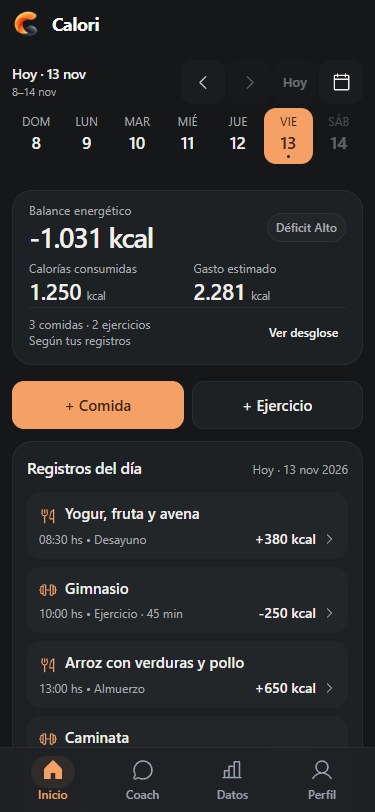 Calori
Hoy · 13 nov
8–14 nov
Hoy
DOM LUN MAR MIÉ JUE VIE SÁB
8 9 10 11 12 13 14
Balance energético
-1.031 kcal
Déficit Alto
Calorías consumidas Gasto estimado
1.250 kcal 2.281 kcal
3 comidas · 2 ejercicios
Según tus registros
Ver desglose
+ Comida + Ejercicio
Registros del día Hoy · 13 nov 2026
Yogur, fruta y avena
08:30 hs • Desayuno +380 kcal
Gimnasio
10:00 hs • Ejercicio · 45 min -250 kcal
Arroz con verduras y pollo
13:00 hs • Almuerzo +650 kcal
Caminata
Inicio Coach Datos Perfil